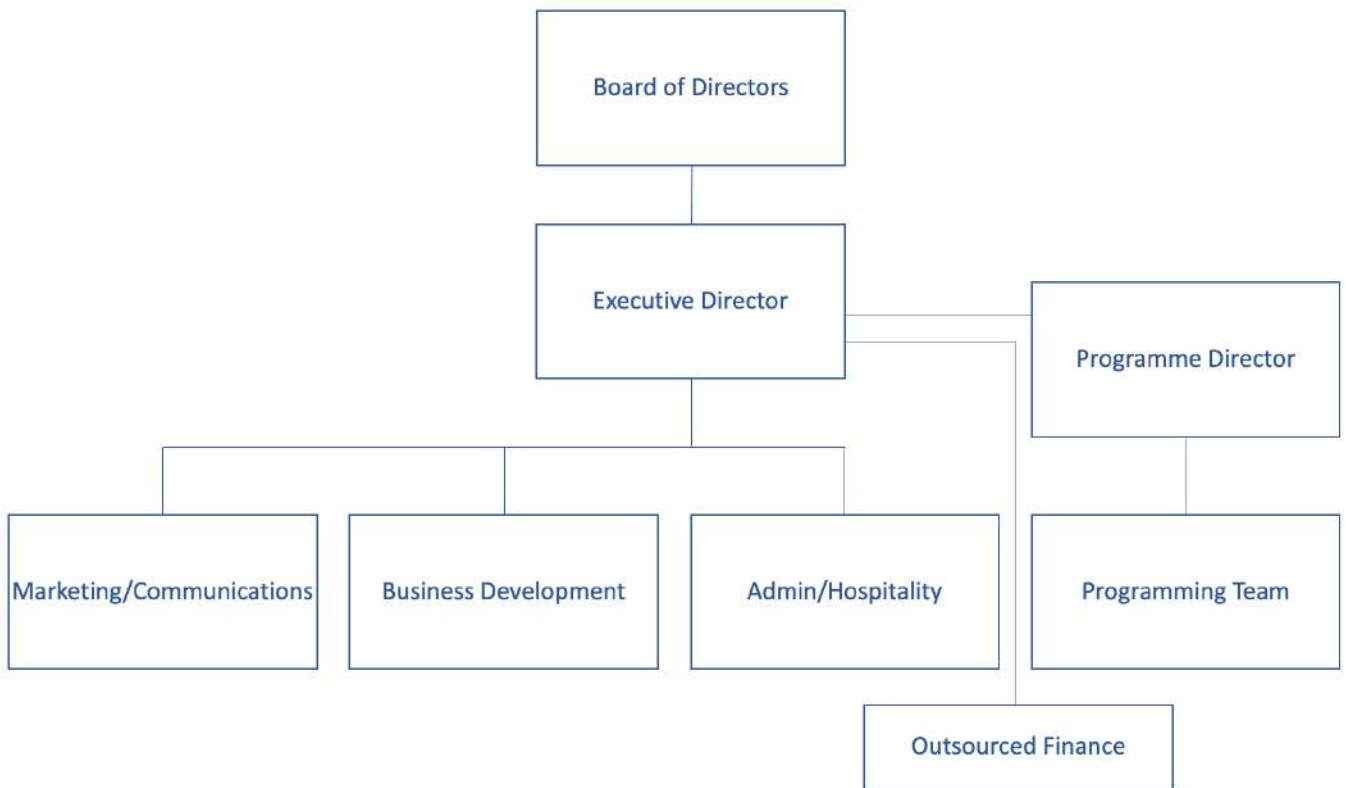 Board of Directors
Executive Director
Programme Director
Marketing/Communications
Business Development
Admin/Hospitality
Programming Team
Outsourced Finance